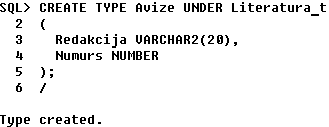 SQL> CREATE TYPE Avize UNDER Literatura_t
2 (
3 Redakcija VARCHAR2(20),
4 Numurs NUMBER
5 );
6 /
Type created.